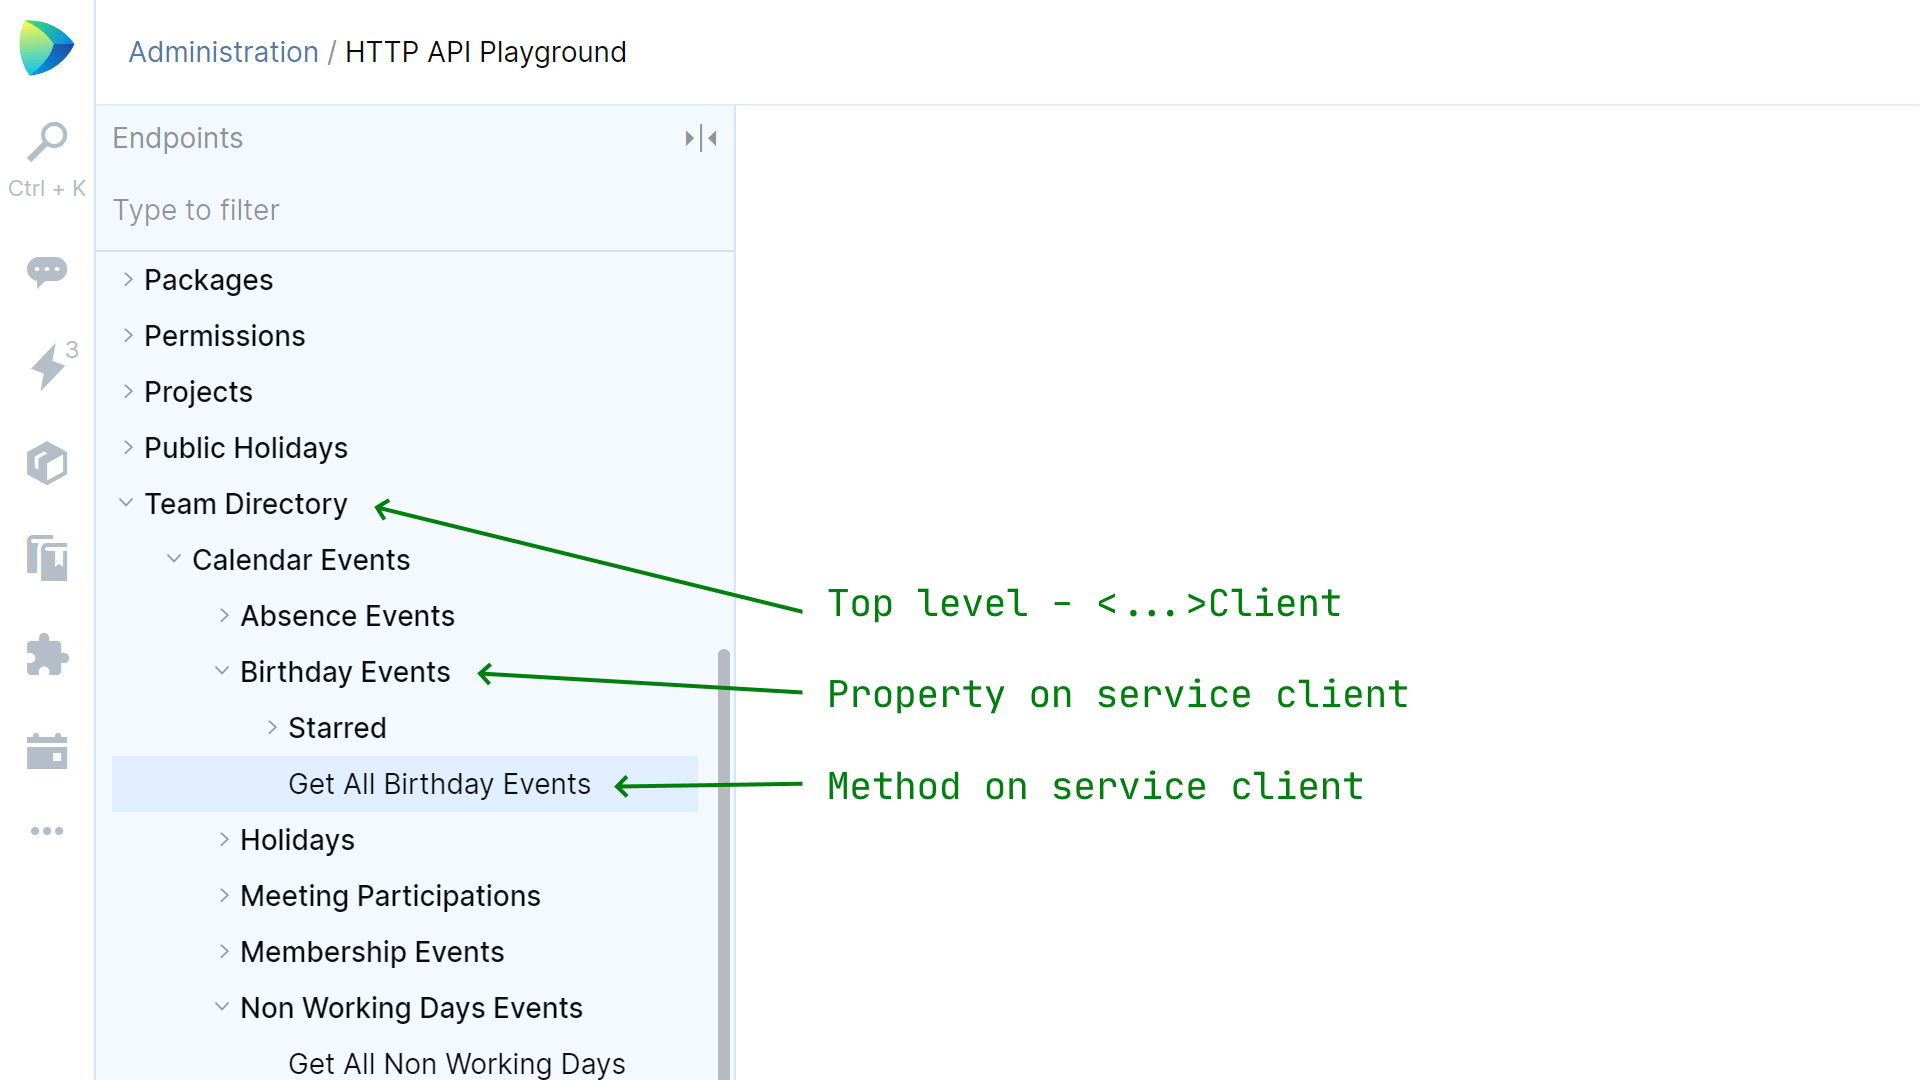 Administration / HTTP API Playground
Ctrl + K
3
Endpoints
Type to filter
Packages
Permissions
Projects
Public Holidays
Team Directory
Calendar Events
Absence Events
Birthday Events
Starred
Get All Birthday Events
Holidays
Meeting Participations
Membership Events
Non Working Days Events
Get All Non Working Days
Top level - <...>Client
Property on service client
Method on service client